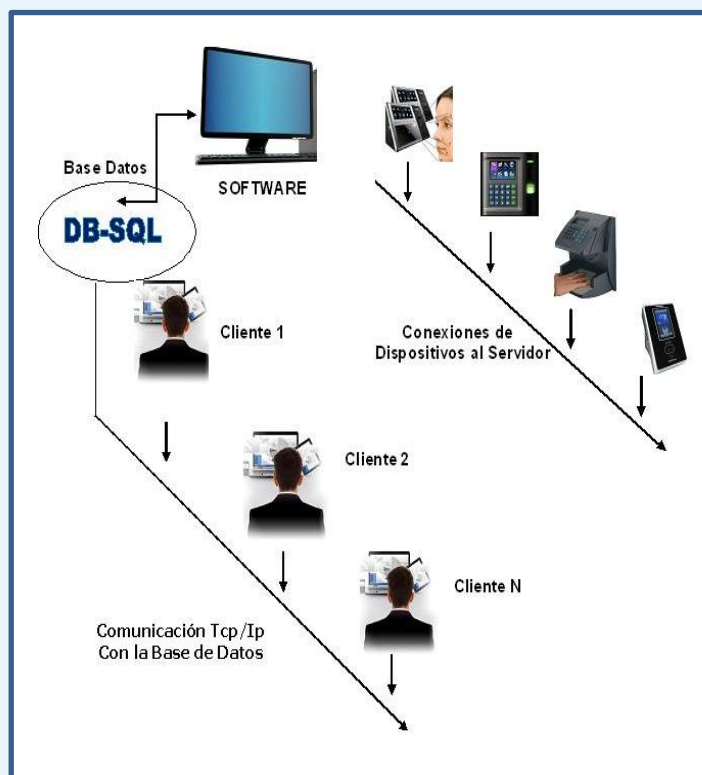 Base Datos
SOFTWARE
DB-SQL
Cliente 1
Conexiones de
Dispositivos al Servidor
Cliente 2
Cliente N
Comunicación Tcp/Ip
Con la Base de Datos